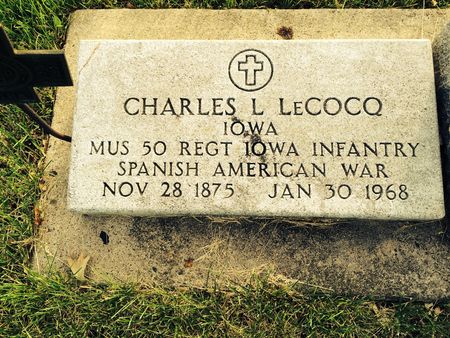 CHARLES L LECOCQ
IOWA
MUS 50 REGT IOWA INFANTRY
SPANISH AMERICAN WAR
NOV 28 1875 JAN 30 1968